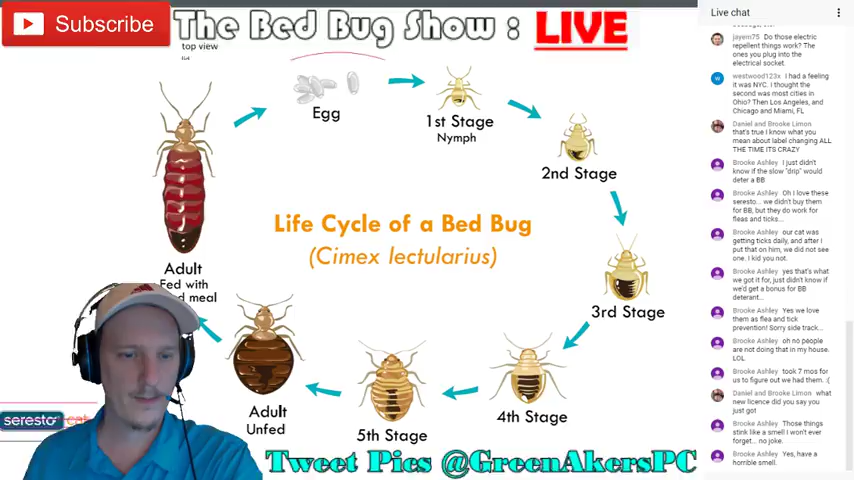 Subscribe
The Bed Bug Show : LIVE
top view
Egg
1st Stage
Nymph
2nd Stage
Life Cycle of a Bed Bug
(Cimex lectularius)
3rd Stage
4th Stage
5th Stage
Adult
Unfed
Adult
Fed with
meal
seresto
Tweet Pics @GreenAkersPC
Live chat
jayem75 Do those electric
repellent things work? The
ones you plug into the
electrical socket
westwood123x I had a feeling
it was NYC. I thought the
second was most cities in
Ohio? Then Los Angeles, and
Chicago and Miami, FL
Daniel and Brooke Limon
that's true I know what you
mean about label changing ALL
THE TIME ITS CRAZY
Brooke Ashley I just didn't
know if the slow "drip" would
deter a BB
Brooke Ashley Oh I love these
seresto... we didn't buy them
for BB, but they do work for
fleas and ticks...
Brooke Ashley our cat was
getting ticks daily, and after I
put that on him, we did not see
one. I kid you not.
Brooke Ashley yes that's what
we got it for, just didn't know if
we'd get a bonus for BB
deterant...
Brooke Ashley Yes we love
them as flea and tick
prevention! Sorry side track...
Brooke Ashley oh no people
are not doing that in my house.
LOL
Brooke Ashley took 7 mos for
us to figure out we had them. :(
Daniel and Brooke Limon what
new licence did you say you
just got
Brooke Ashley Those things
stink like a smell I won't ever
forget... no joke.
Brooke Ashley Yes, have a
horrible smell.